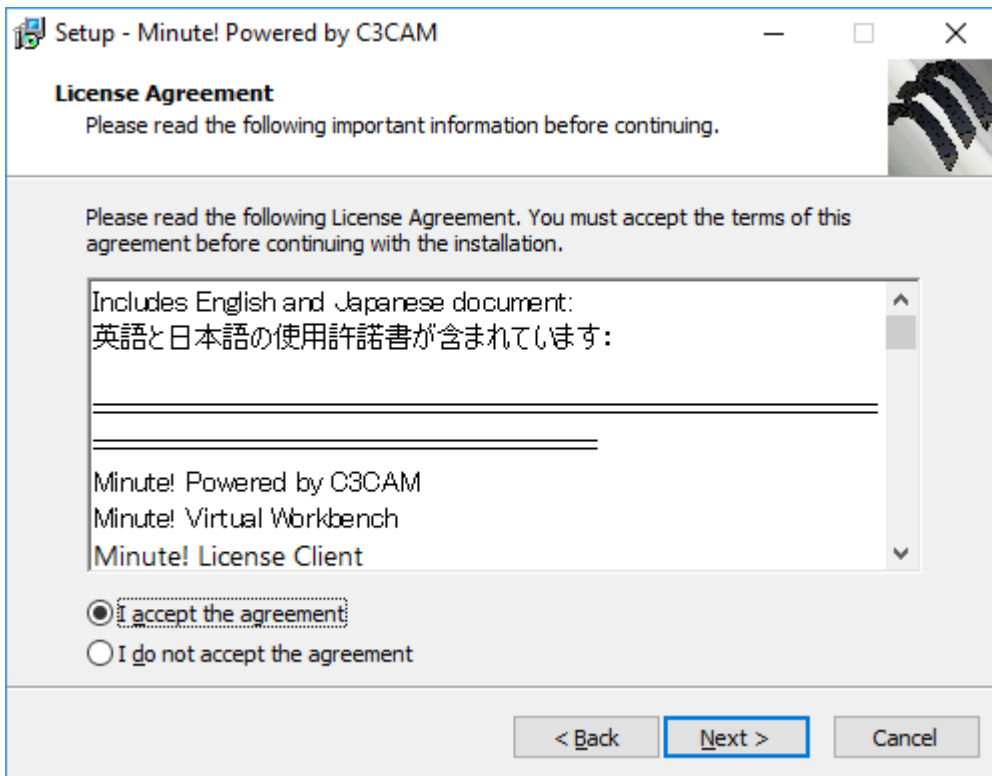 Setup - Minute! Powered by C3CAM
License Agreement
Please read the following important information before continuing.
Please read the following License Agreement. You must accept the terms of this
agreement before continuing with the installation.
Includes English and Japanese document:
英語と日本語の使用許諾書が含まれています:
Minute! Powered by C3CAM
Minute! Virtual Workbench
Minute! License Client
I accept the agreement
I do not accept the agreement
< Back
Next >
Cancel